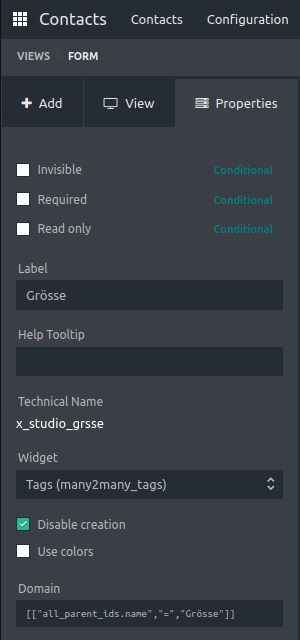 Contacts Contacts Configuration
VIEWS > FORM
Add View Properties
Invisible Conditional
Required Conditional
Read only Conditional
Label
Grösse
Help Tooltip
Technical Name
x_studio_grsse
Widget
Tags (many2many_tags)
Disable creation
Use colors
Domain
[["all_parent_ids.name","=","Grösse"]]